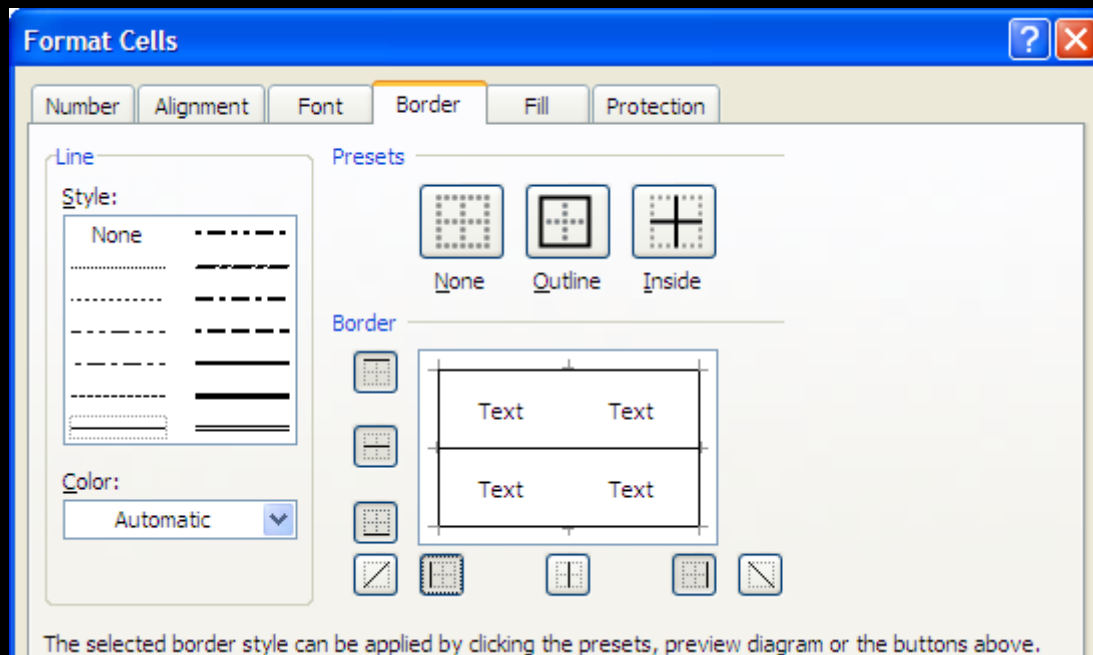 Format Cells
Number Alignment Font Border Fill Protection
Line
Style:
None
Color:
Automatic
Presets
None Outline Inside
Border
Text Text
Text Text
The selected border style can be applied by clicking the presets, preview diagram or the buttons above.